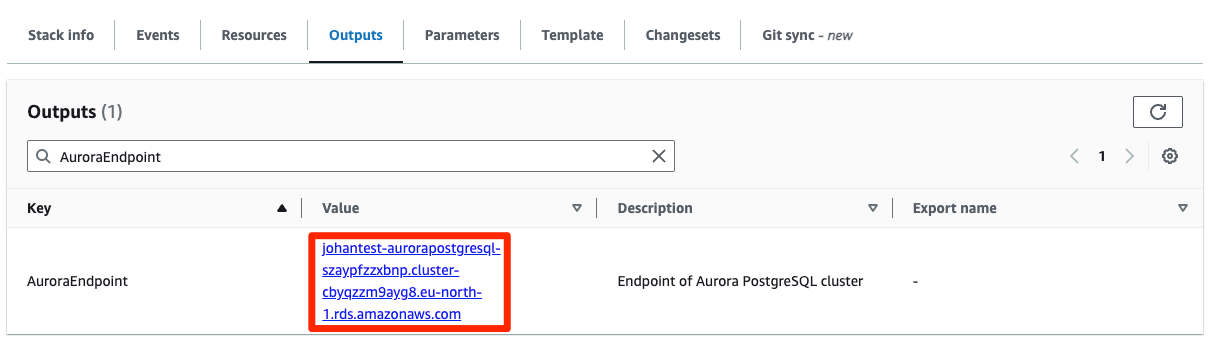 Stack info Events Resources Outputs Parameters Template Changesets Git sync - new
Outputs (1)
AuroraEndpoint
1
Key Value Description Export name
AuroraEndpoint johantest-aurorapostgresql-
szaypfzzxbnp.cluster-
cbyqzzm9ayg8.eu-north-
1.rds.amazonaws.com Endpoint of Aurora PostgreSQL cluster -